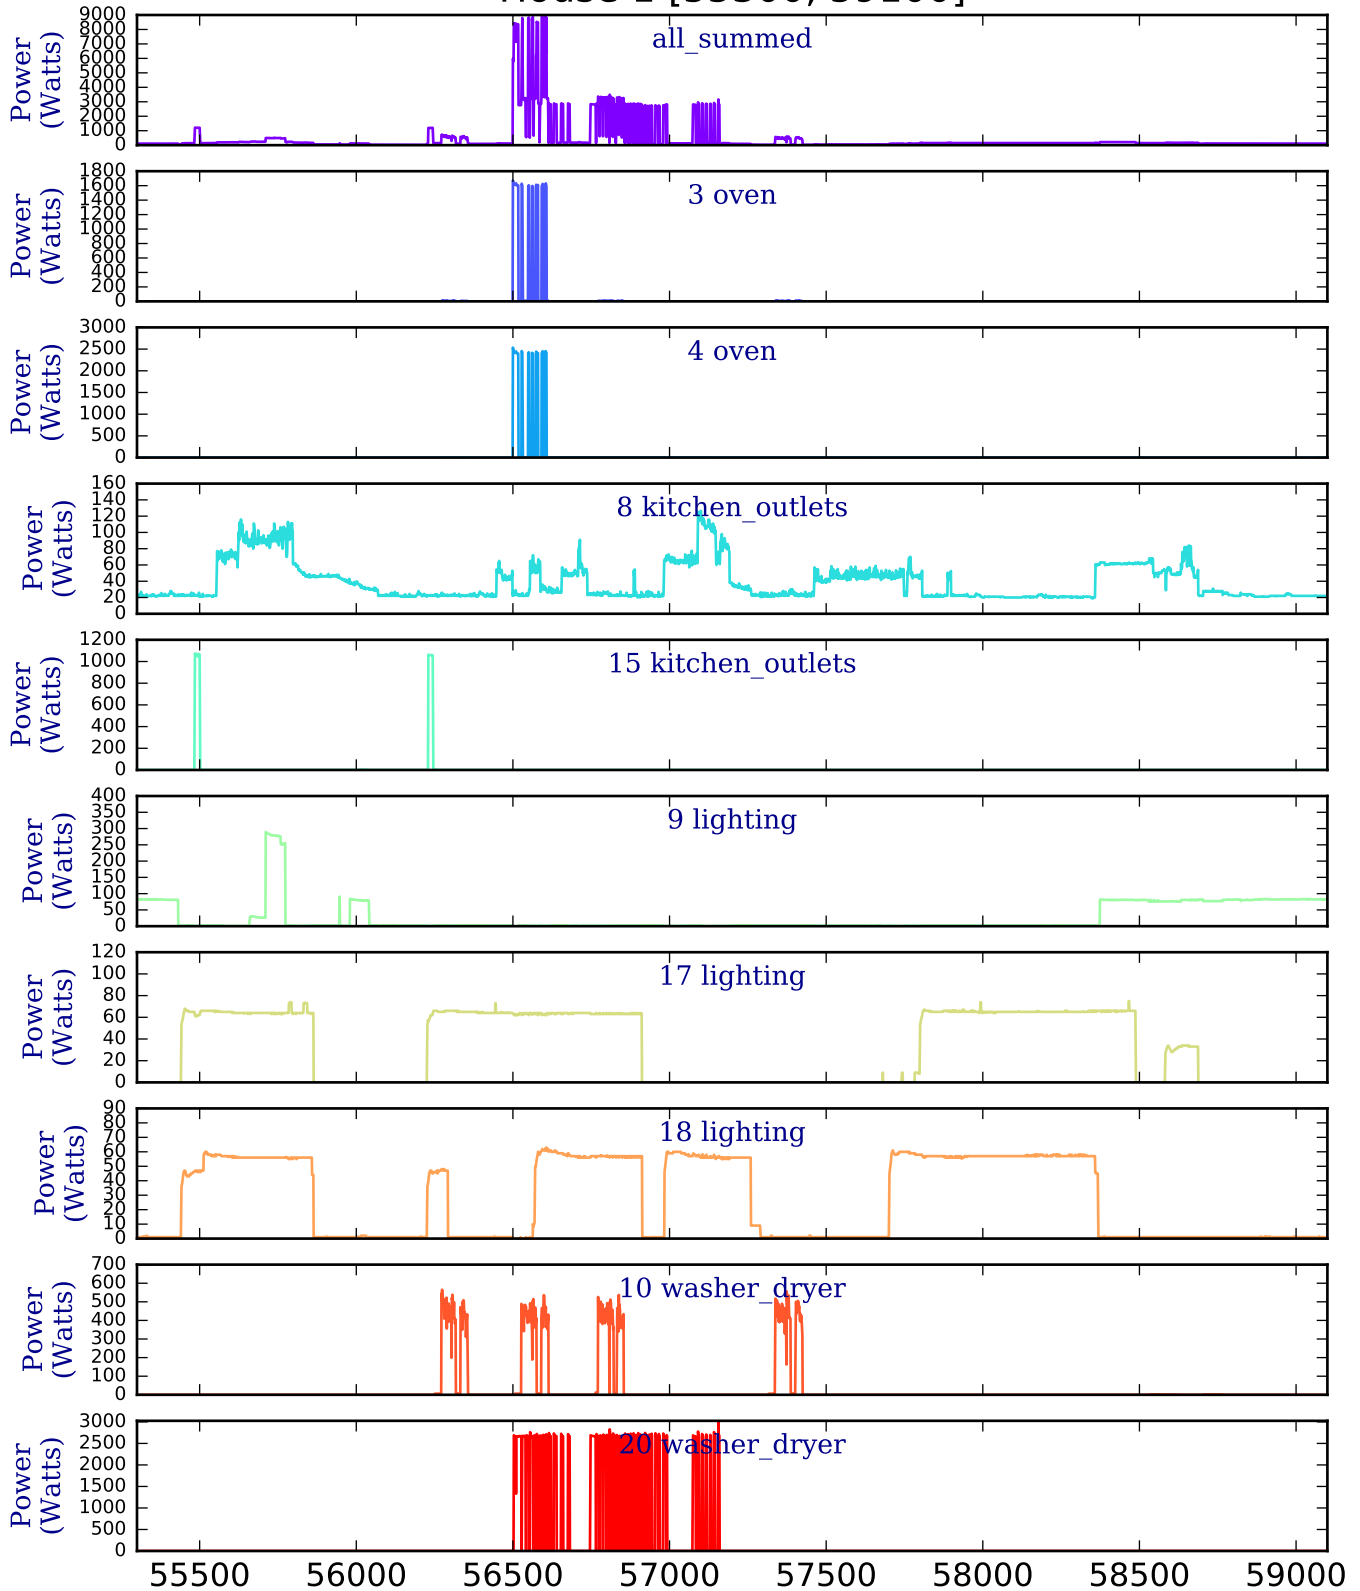 House 1 [55300, 59100]
Power
(Watts)
9000
8000
7000
6000
5000
4000
3000
2000
1000
0
all_summed
Power
(Watts)
1800
1600
1400
1200
1000
800
600
400
200
0
3 oven
Power
(Watts)
3000
2500
2000
1500
1000
500
0
4 oven
Power
(Watts)
160
140
120
100
80
60
40
20
0
8 kitchen_outlets
Power
(Watts)
1200
1000
800
600
400
200
0
15 kitchen_outlets
Power
(Watts)
400
350
300
250
200
150
100
50
0
9 lighting
Power
(Watts)
120
100
80
60
40
20
0
17 lighting
Power
(Watts)
90
80
70
60
50
40
30
20
10
0
18 lighting
Power
(Watts)
700
600
500
400
300
200
100
0
10 washer_dryer
Power
(Watts)
3000
2500
2000
1500
1000
500
0
20 washer_dryer
55500 56000 56500 57000 57500 58000 58500 59000